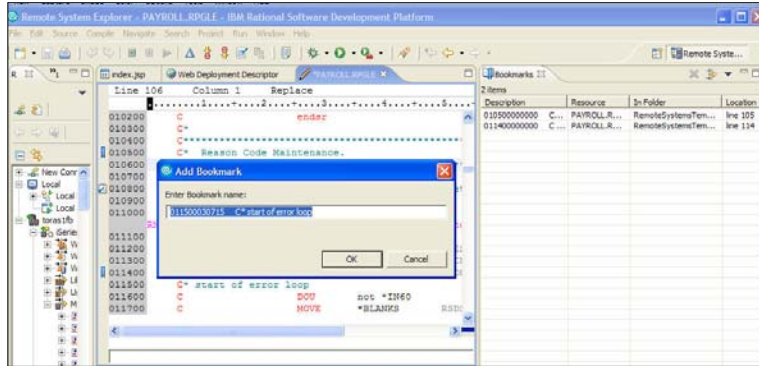 Remote System Explorer - PAYROLL.RPGLE - IBM Rational Software Development Platform
File Edit Source Compile Navigate Search Project Run Window Help
Remote Syste...
index.jsp Web Deployment Descriptor *PAYROLL.RPGLE
Bookmarks
Line 106 Column 1 Replace
2 items
Description Resource In Folder Location
010500000000 C... PAYROLL.R... RemoteSystemsTem... line 105
011400000000 C... PAYROLL.R... RemoteSystemsTem... line 114
010200 C endsr
010300 C*
010400
010500 C* Reason Code Maintenance.
010600
010700
010800
010900
011000
011100
011200
011300
011400
011500 C* start of error loop
011600 C DOU not *IN60
011700 C MOVE *BLANKS
Add Bookmark
Enter Bookmark name:
011500030715 C* start of error loop
OK Cancel
New Conn
Local
Local
Local
toras1fb